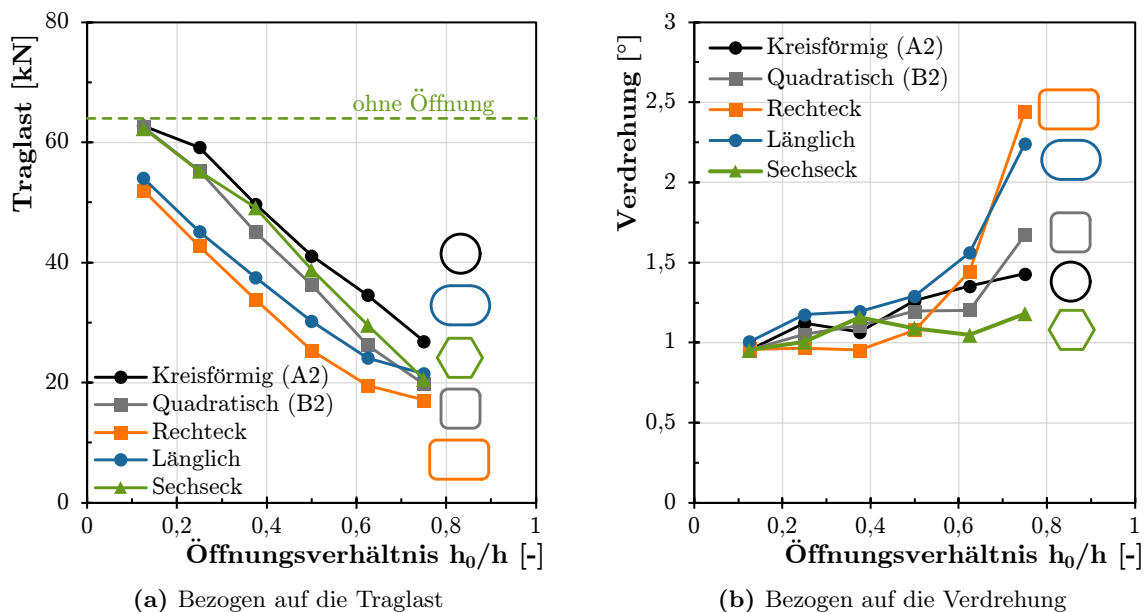 80
60
40
20
0
Traglast [kN]
ohne Öffnung
Kreisförmig (A2)
Quadratisch (B2)
Rechteck
Länglich
Sechseck
0 0,2 0,4 0,6 0,8 1
Öffnungsverhältnis h₀/h [-]
(a) Bezogen auf die Traglast
3
2,5
2
1,5
1
0,5
0
Verdrehung [°]
Kreisförmig (A2)
Quadratisch (B2)
Rechteck
Länglich
Sechseck
0 0,2 0,4 0,6 0,8 1
Öffnungsverhältnis h₀/h [-]
(b) Bezogen auf die Verdrehung